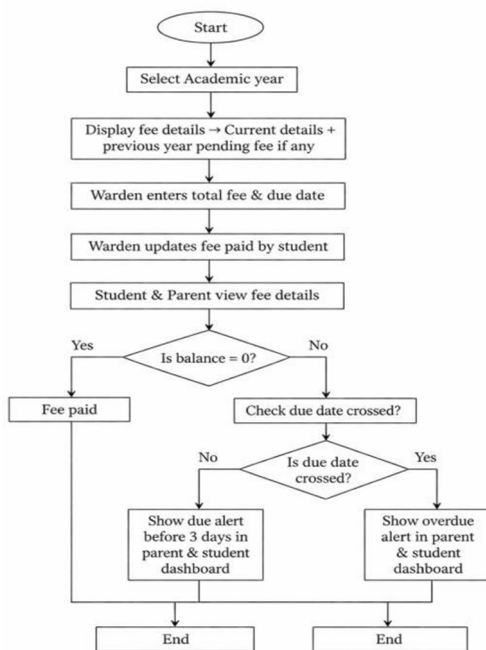 Start
Select Academic year
Display fee details → Current details +
previous year pending fee if any
Warden enters total fee & due date
Warden updates fee paid by student
Student & Parent view fee details
Yes
Is balance = 0?
No
Fee paid
Check due date crossed?
No
Is due date
crossed?
Yes
Show due alert
before 3 days in
parent & student
dashboard
Show overdue
alert in parent
& student
dashboard
End
End